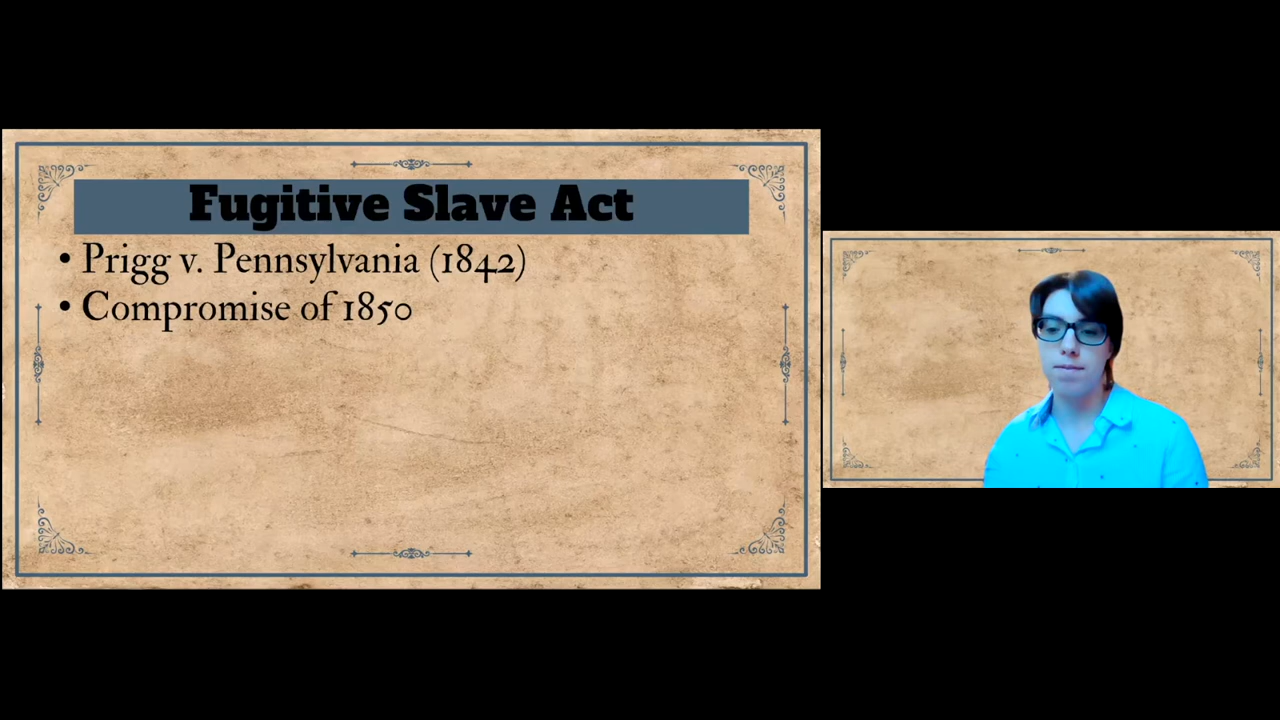 Fugitive Slave Act
• Prigg v. Pennsylvania (1842)
• Compromise of 1850